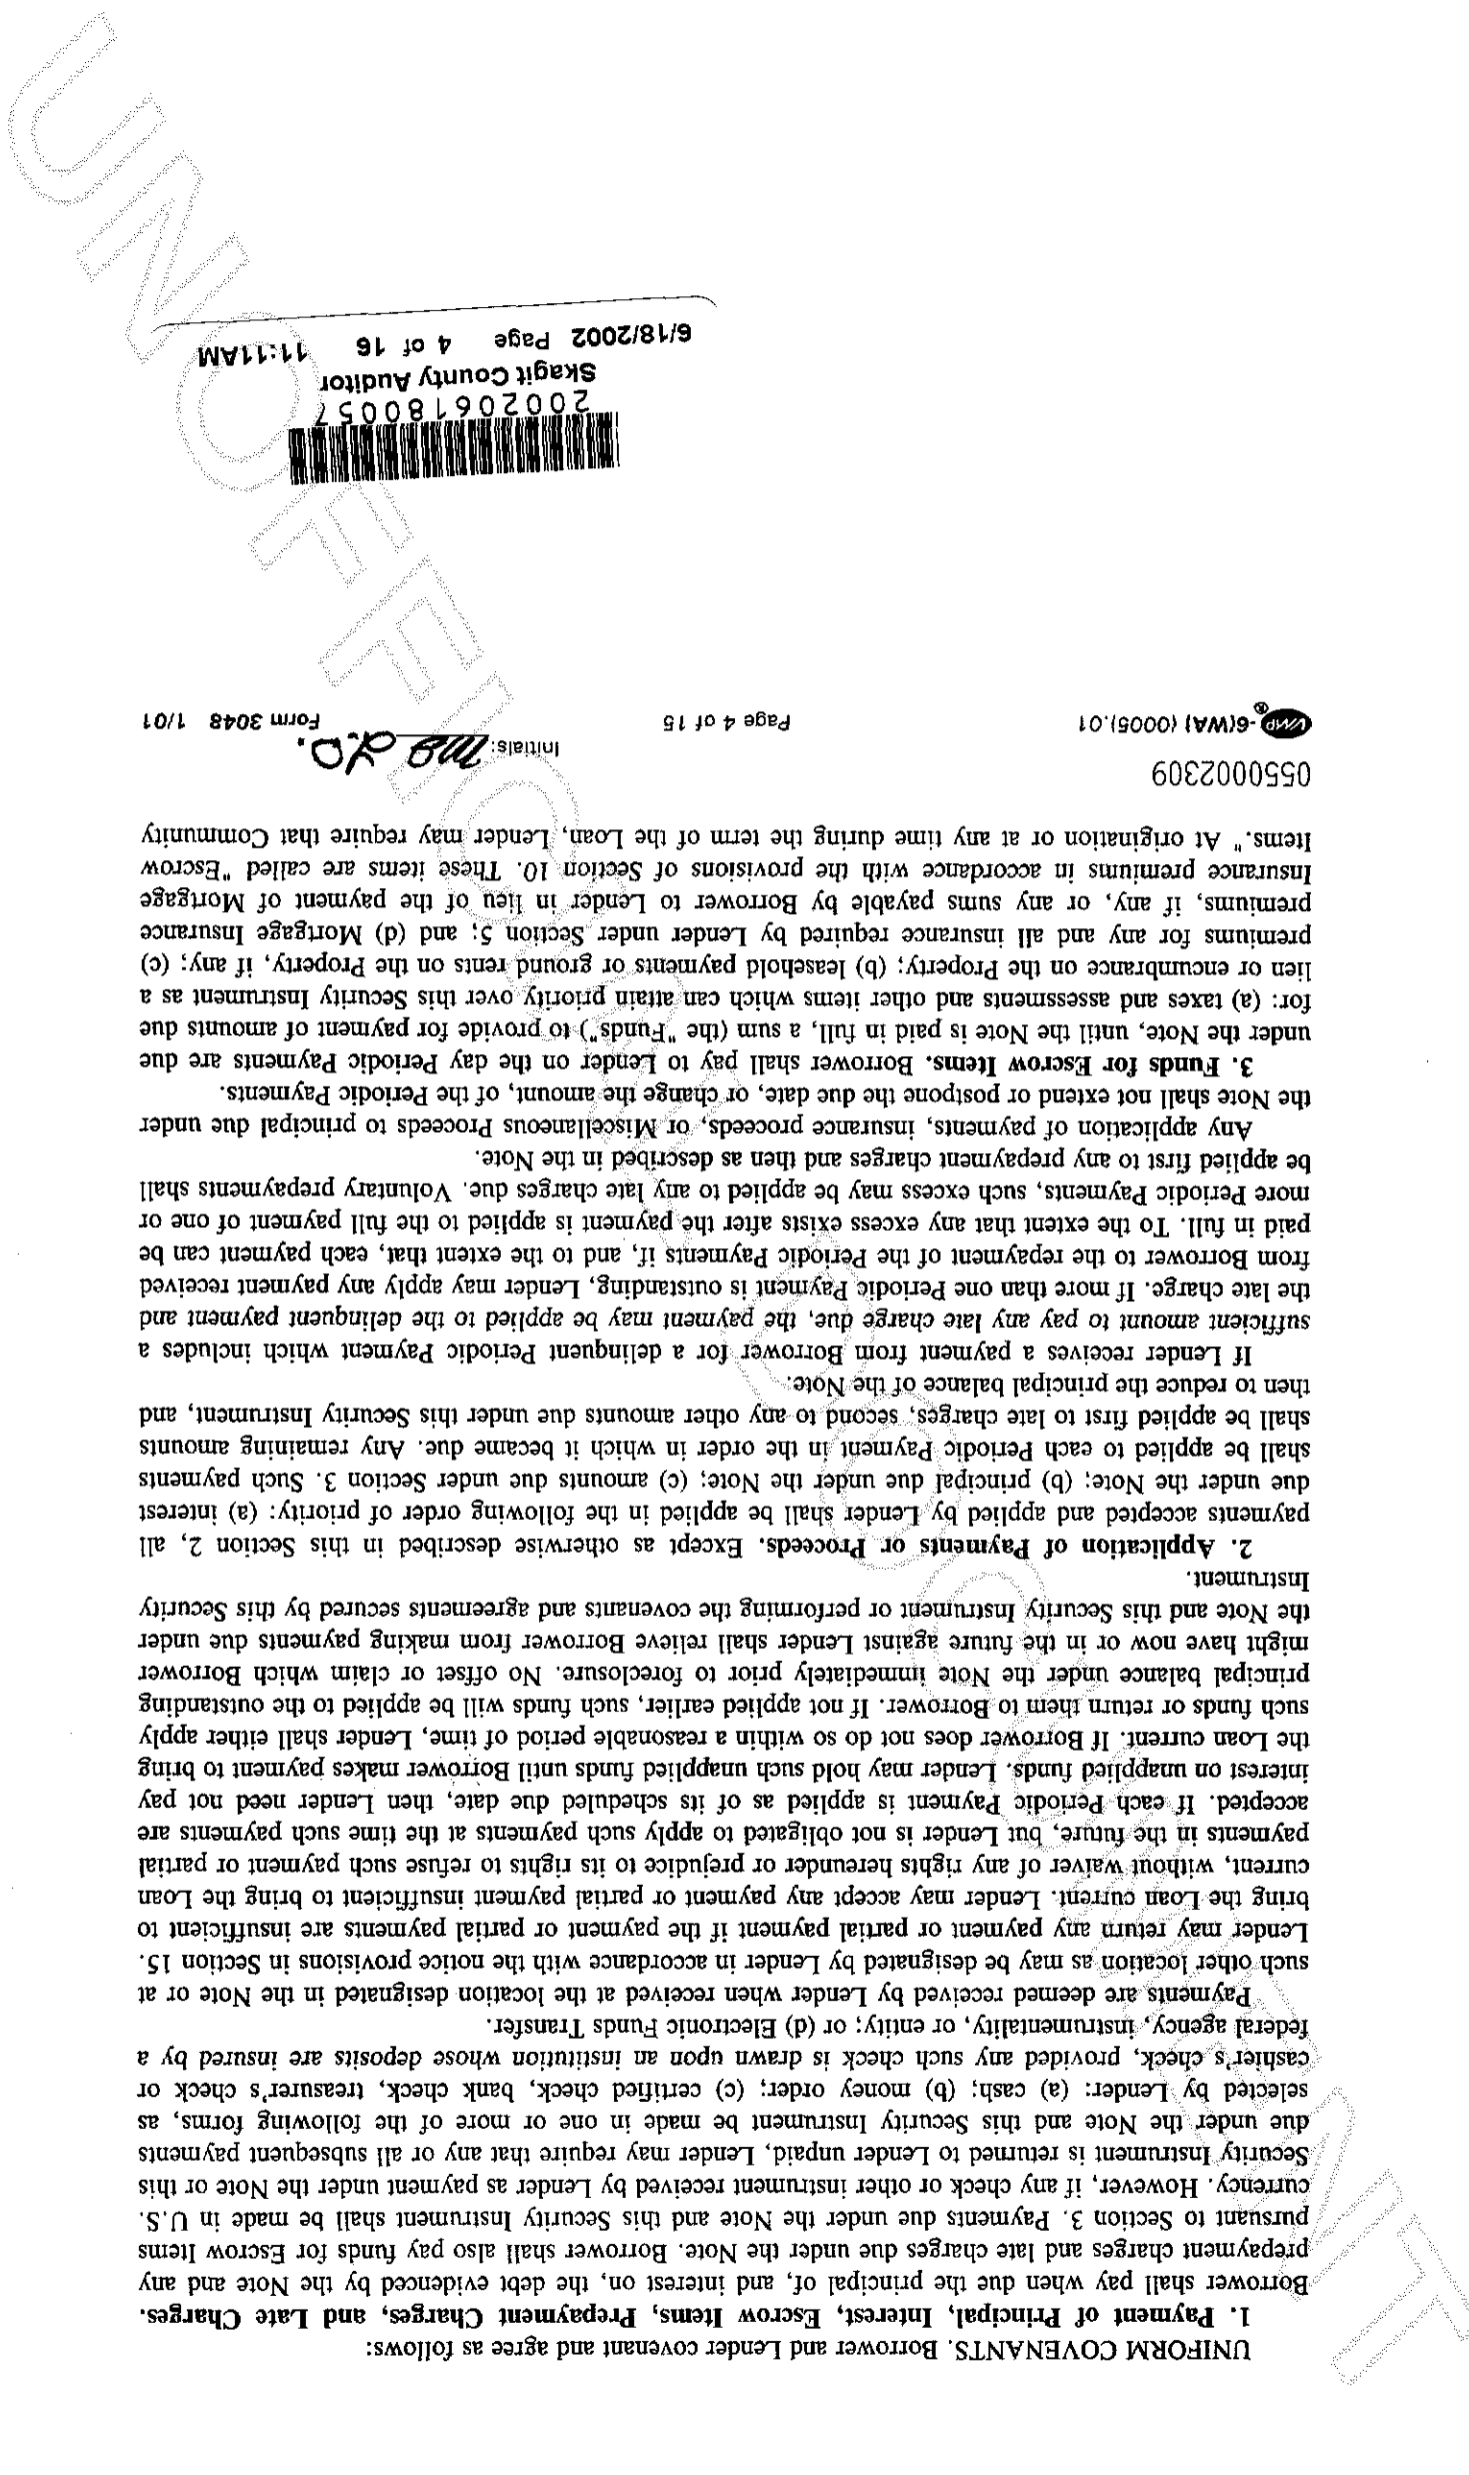 UNIFORM COVENANTS. Borrower and Lender covenant and agree as follows:
1. Payment of Principal, Interest, Escrow Items, Prepayment Charges, and Late Charges.
Borrower shall pay when due the principal of, and interest on, the debt evidenced by the Note and any
prepayment charges and late charges due under the Note. Borrower shall also pay funds for Escrow Items
pursuant to Section 3. Payments due under the Note and this Security Instrument shall be made in U.S.
currency. However, if any check or other instrument received by Lender as payment under the Note or this
Security Instrument is returned to Lender unpaid, Lender may require that any or all subsequent payments
due under the Note and this Security Instrument be made in one or more of the following forms, as
selected by Lender: (a) cash; (b) money order; (c) certified check, bank check, treasurer's check or
cashier's check, provided any such check is drawn upon an institution whose deposits are insured by a
federal agency, instrumentality, or entity; or (d) Electronic Funds Transfer.
Payments are deemed received by Lender when received at the location designated in the Note or at
such other location as may be designated by Lender in accordance with the notice provisions in Section 15.
Lender may return any payment or partial payment if the payment or partial payments are insufficient to
bring the Loan current. Lender may accept any payment or partial payment insufficient to bring the Loan
current, without waiver of any rights hereunder or prejudice to its rights to refuse such payment or partial
payments in the future, but Lender is not obligated to apply such payments at the time such payments are
accepted. If each Periodic Payment is applied as of its scheduled due date, then Lender need not pay
interest on unapplied funds. Lender may hold such unapplied funds until Borrower makes payment to bring
the Loan current. If Borrower does not do so within a reasonable period of time, Lender shall either apply
such funds or return them to Borrower. If not applied earlier, such funds will be applied to the outstanding
principal balance under the Note immediately prior to foreclosure. No offset or claim which Borrower
might have now or in the future against Lender shall relieve Borrower from making payments due under
the Note and this Security Instrument or performing the covenants and agreements secured by this Security
Instrument.
2. Application of Payments or Proceeds. Except as otherwise described in this Section 2, all
payments accepted and applied by Lender shall be applied in the following order of priority: (a) interest
due under the Note; (b) principal due under the Note; (c) amounts due under Section 3. Such payments
shall be applied to each Periodic Payment in the order in which it became due. Any remaining amounts
shall be applied first to late charges, second to any other amounts due under this Security Instrument, and
then to reduce the principal balance of the Note.
If Lender receives a payment from Borrower for a delinquent Periodic Payment which includes a
sufficient amount to pay any late charge due, the payment may be applied to the delinquent payment and
the late charge. If more than one Periodic Payment is outstanding, Lender may apply any payment received
from Borrower to the repayment of the Periodic Payments if, and to the extent that, each payment can be
paid in full. To the extent that any excess exists after the payment is applied to the full payment of one or
more Periodic Payments, such excess may be applied to any late charges due. Voluntary prepayments shall
be applied first to any prepayment charges and then as described in the Note.
Any application of payments, insurance proceeds, or Miscellaneous Proceeds to principal due under
the Note shall not extend or postpone the due date, or change the amount, of the Periodic Payments.
3. Funds for Escrow Items. Borrower shall pay to Lender on the day Periodic Payments are due
under the Note, until the Note is paid in full, a sum (the "Funds") to provide for payment of amounts due
for: (a) taxes and assessments and other items which can attain priority over this Security Instrument as a
lien or encumbrance on the Property; (b) leasehold payments or ground rents on the Property, if any; (c)
premiums for any and all insurance required by Lender under Section 5; and (d) Mortgage Insurance
premiums, if any, or any sums payable by Borrower to Lender in lieu of the payment of Mortgage
Insurance premiums in accordance with the provisions of Section 10. These items are called "Escrow
Items." At origination or at any time during the term of the Loan, Lender may require that Community
0550002309
Initials:
VMP®-6(WA) (0005).01 Page 4 of 15 Form 3048 1/01
200206180057
Skagit County Auditor
6/18/2002 Page 4 of 16 11:11AM
UNOFFICIAL DOCUMENT